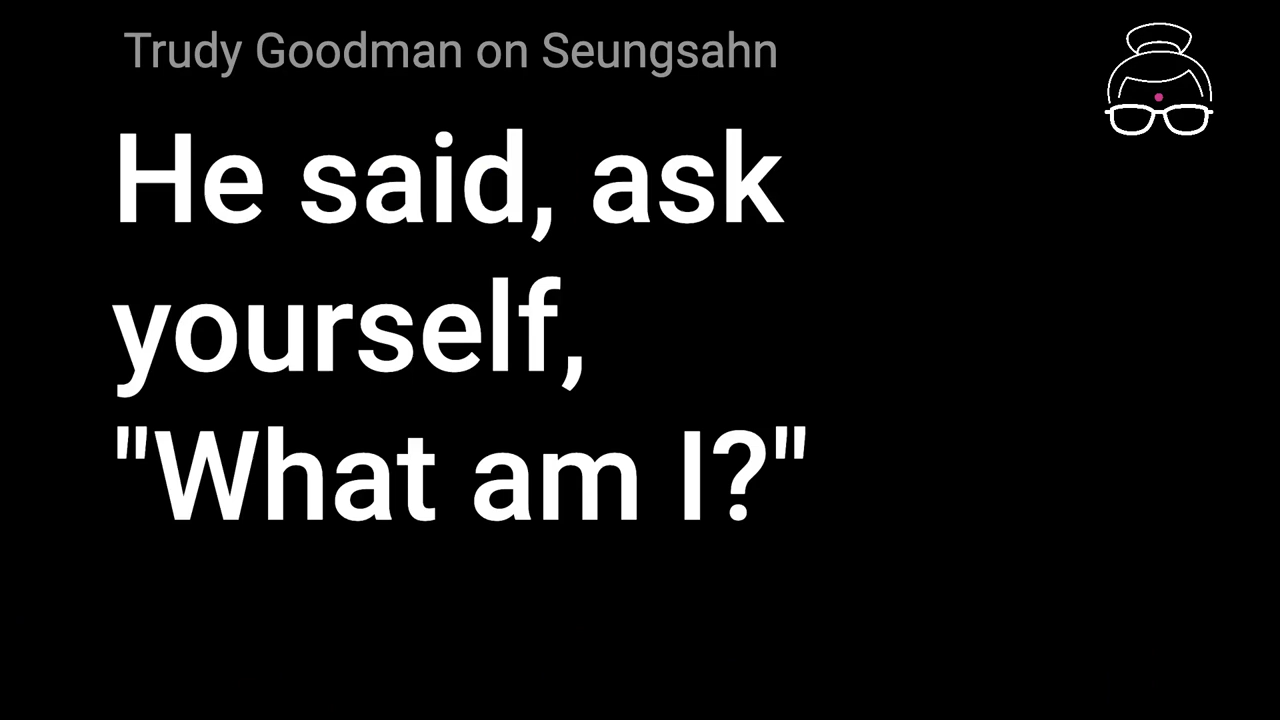 Trudy Goodman on Seungsahn
He said, ask
yourself,
"What am I?"